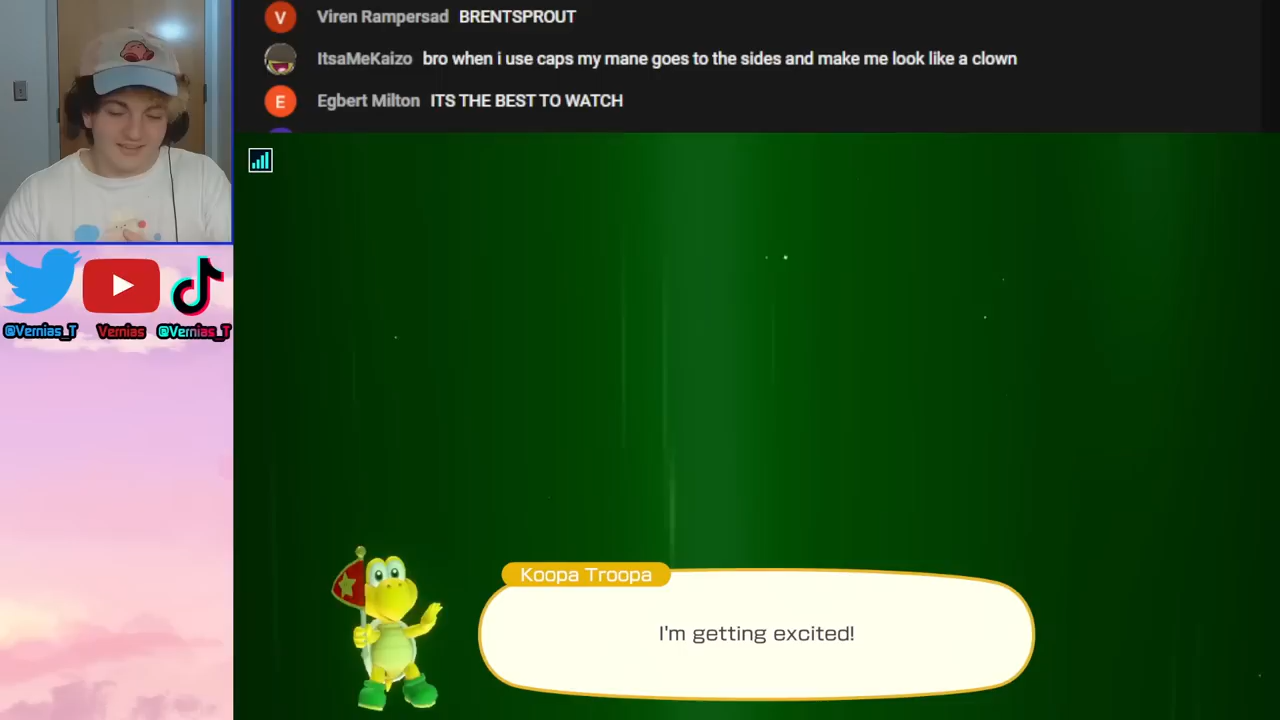 Viren Rampersad BRENTSPROUT
ItsaMeKaizo bro when i use caps my mane goes to the sides and make me look like a clown
Egbert Milton ITS THE BEST TO WATCH
V
E
@Vernias_T Vernias @Vernias_T
Koopa Troopa
I'm getting excited!